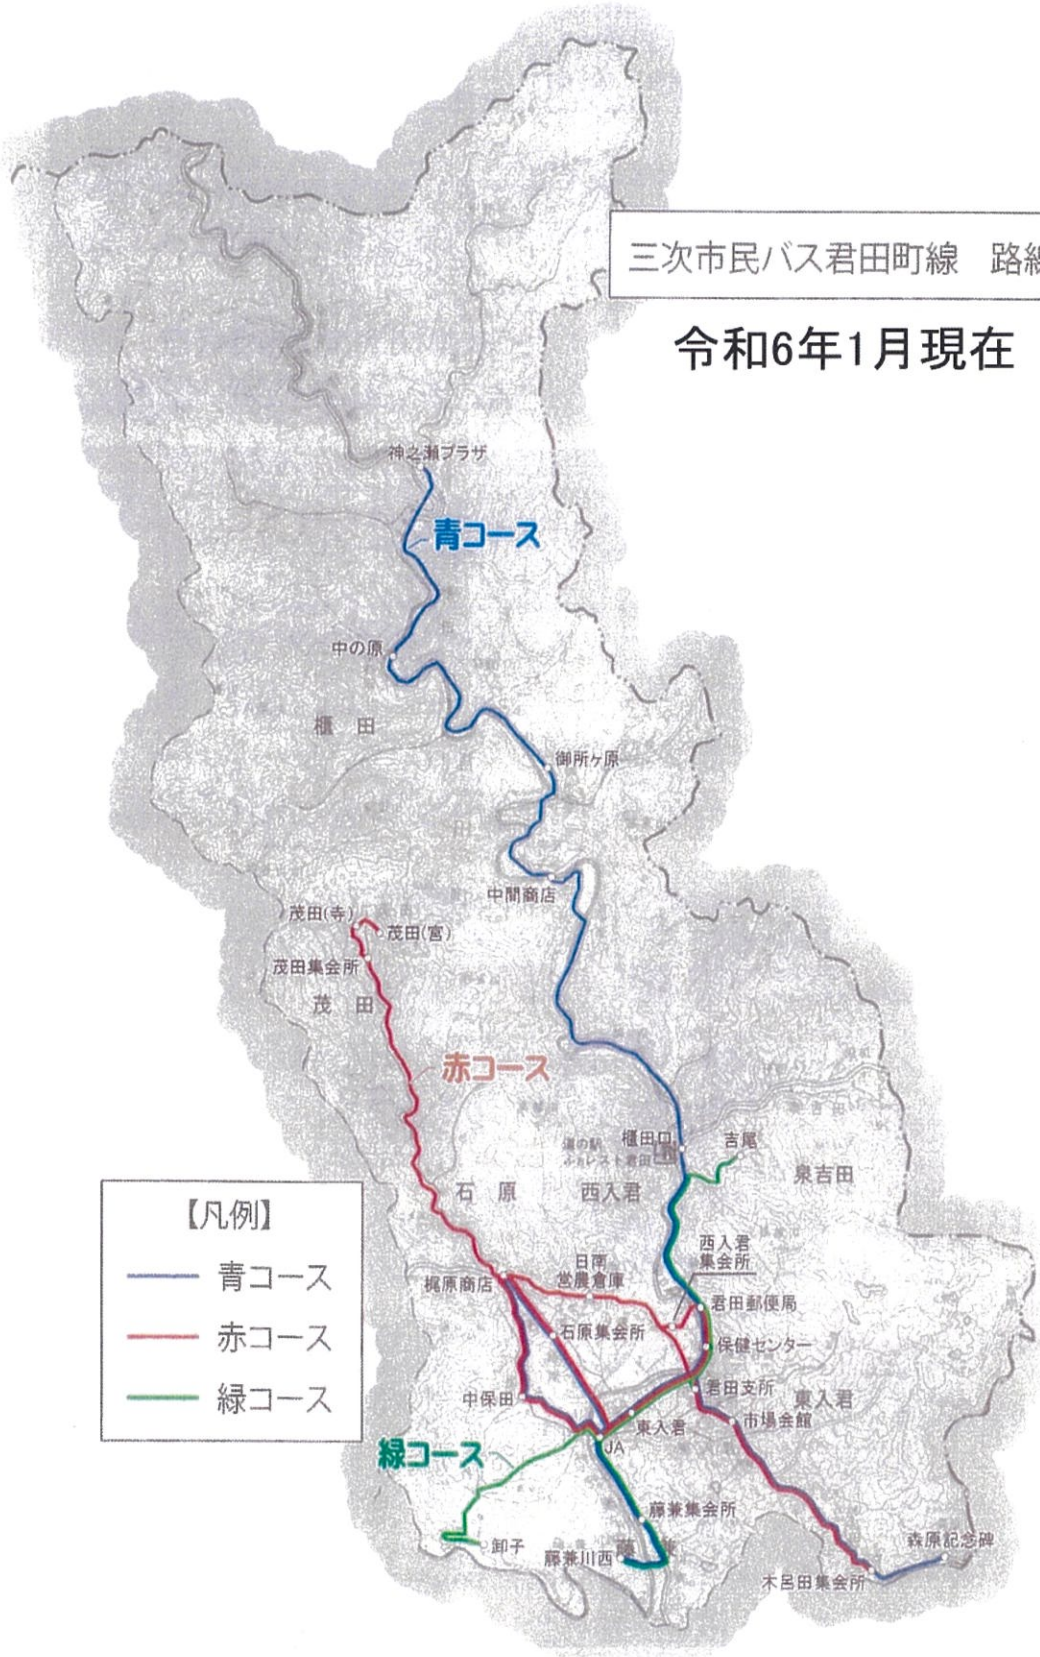 三次市民バス君田町線 路線
令和6年1月現在
神之瀬プラザ
青コース
中の原
櫃田
御所ヶ原
中間商店
茂田(寺)
茂田(宮)
茂田集会所
茂田
赤コース
櫃田口
吉尾
泉吉田
石原
西入君
西入君
集会所
日南
営農倉庫
梶原商店
君田郵便局
石原集会所
保健センター
君田支所
東入君
中保田
市場会館
東入君
JA
緑コース
藤兼集会所
卸子
藤兼川西
森原記念碑
木呂田集会所
【凡例】
青コース
赤コース
緑コース